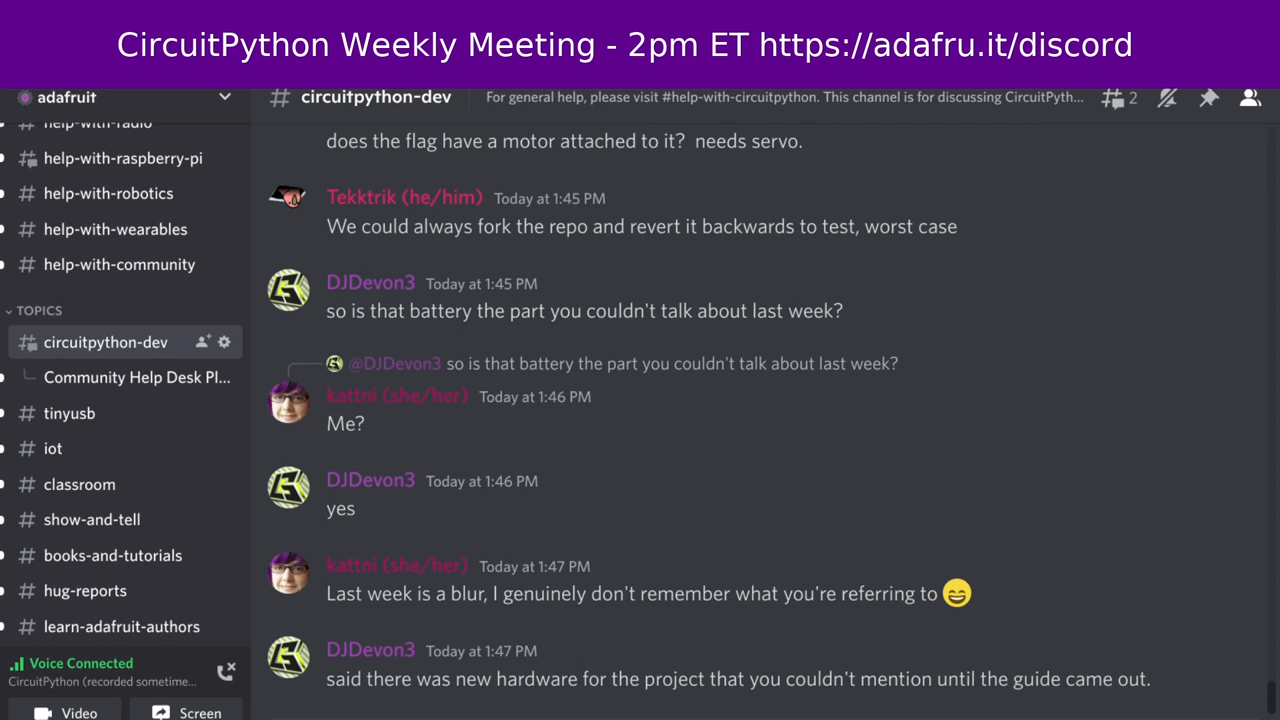 CircuitPython Weekly Meeting - 2pm ET https://adafru.it/discord
adafruit
# circuitpython-dev
For general help, please visit #help-with-circuitpython. This channel is for discussing CircuitPyth...
2
help-with-radio
help-with-raspberry-pi
# help-with-robotics
# help-with-wearables
# help-with-community
TOPICS
circuitpython-dev
Community Help Desk Pl...
# tinyusb
# iot
# classroom
# show-and-tell
# books-and-tutorials
# hug-reports
# learn-adafruit-authors
Voice Connected
CircuitPython (recorded sometime...
Video
Screen
does the flag have a motor attached to it? needs servo.
Tekktrik (he/him) Today at 1:45 PM
We could always fork the repo and revert it backwards to test, worst case
DJDevon3 Today at 1:45 PM
so is that battery the part you couldn't talk about last week?
@DJDevon3 so is that battery the part you couldn't talk about last week?
kattni (she/her) Today at 1:46 PM
Me?
DJDevon3 Today at 1:46 PM
yes
kattni (she/her) Today at 1:47 PM
Last week is a blur, I genuinely don't remember what you're referring to 😄
DJDevon3 Today at 1:47 PM
said there was new hardware for the project that you couldn't mention until the guide came out.